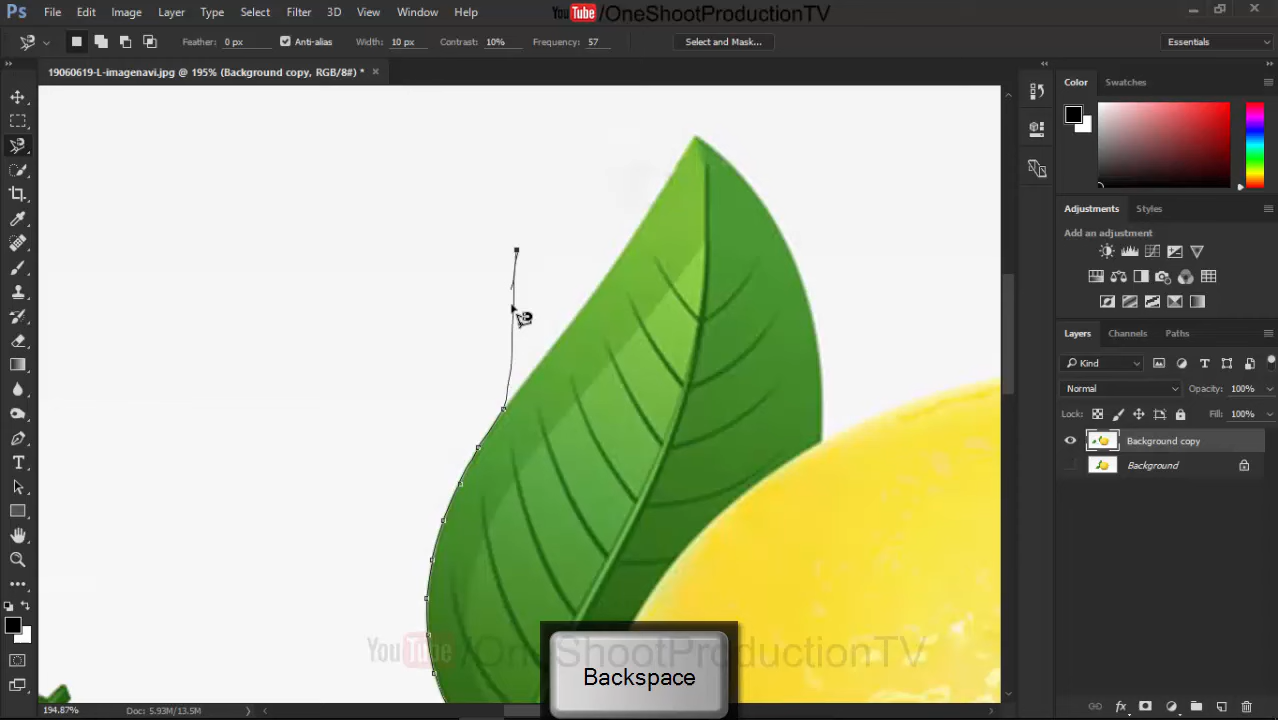 Ps File Edit Image Layer Type Select Filter 3D View Window Help
YouTube /OneShootProductionTV
Feather: 0 px Anti-alias Width: 10 px Contrast: 10% Frequency: 57 Select and Mask... Essentials
19060619-L-imagenavi.jpg @ 195% (Background copy, RGB/8#) * ×
Color Swatches
Adjustments Styles
Add an adjustment
Layers Channels Paths
Kind
Normal Opacity: 100%
Lock: Fill: 100%
Background copy
Background
YouTube /OneShootProductionTV
Backspace
194.87% Doc: 5.93M/13.5M